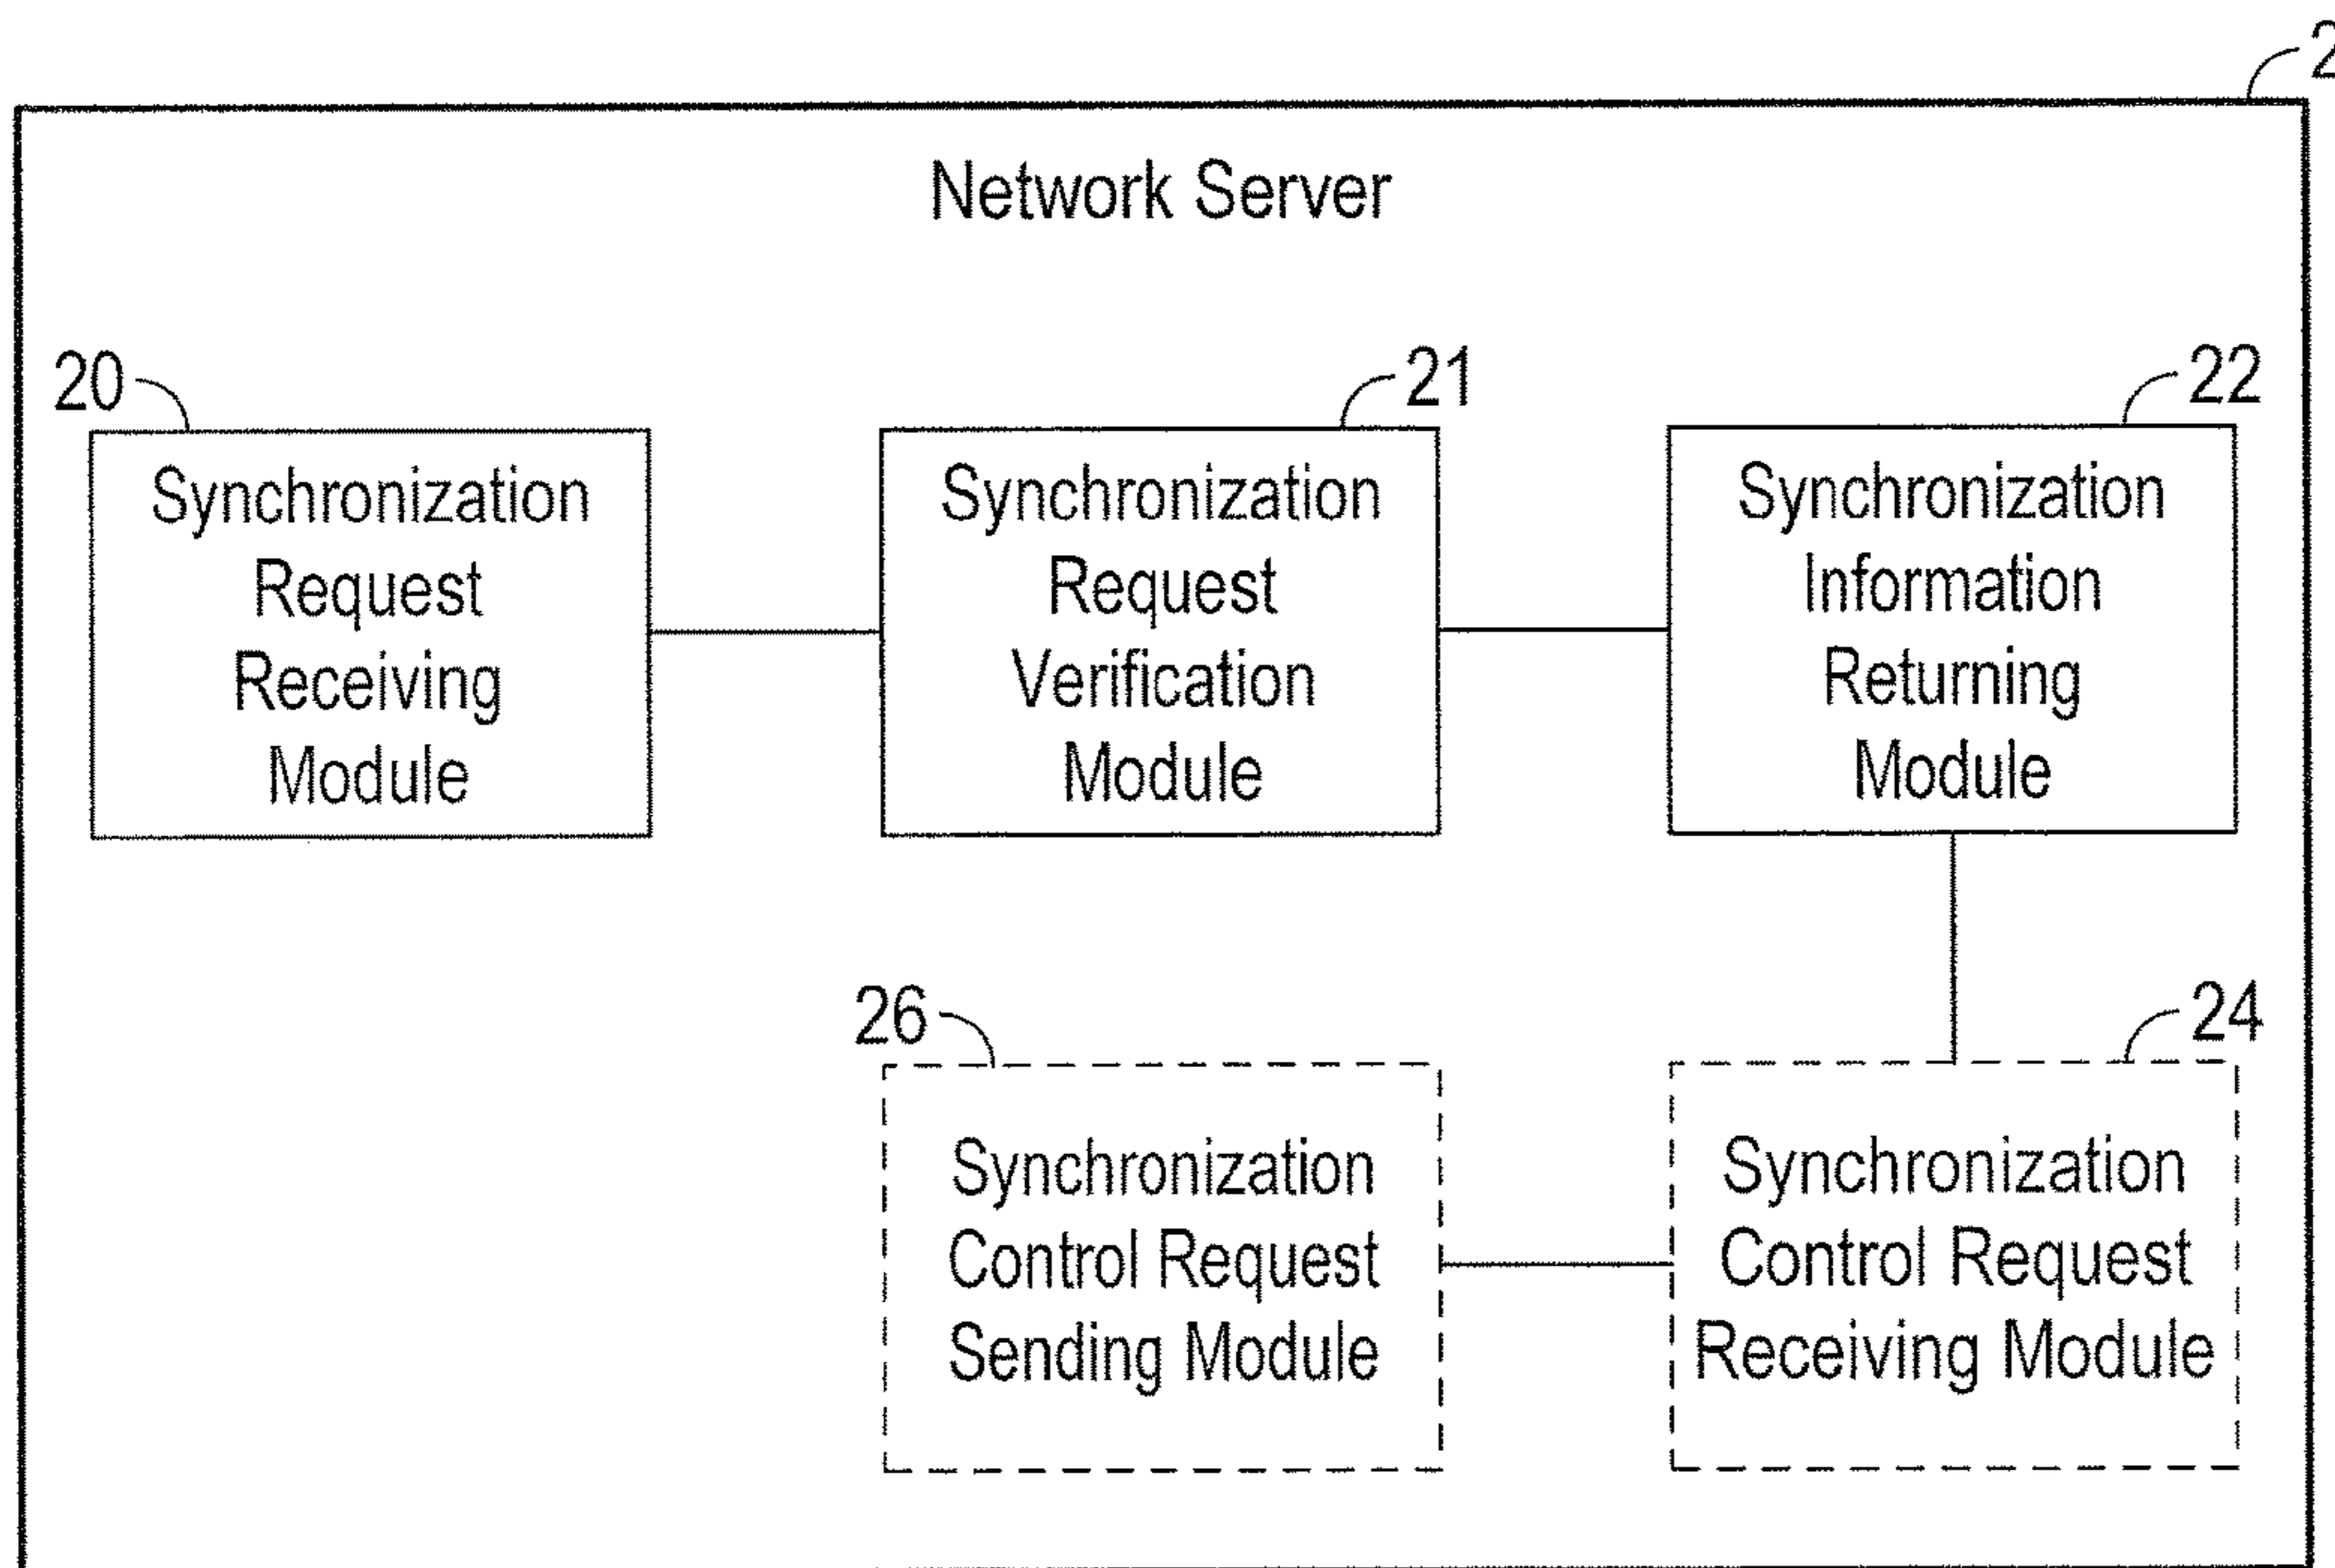 2
Network Server
20
21
22
Synchronization
Request
Receiving
Module
Synchronization
Request
Verification
Module
Synchronization
Information
Returning
Module
26
24
Synchronization
Control Request
Sending Module
Synchronization
Control Request
Receiving Module